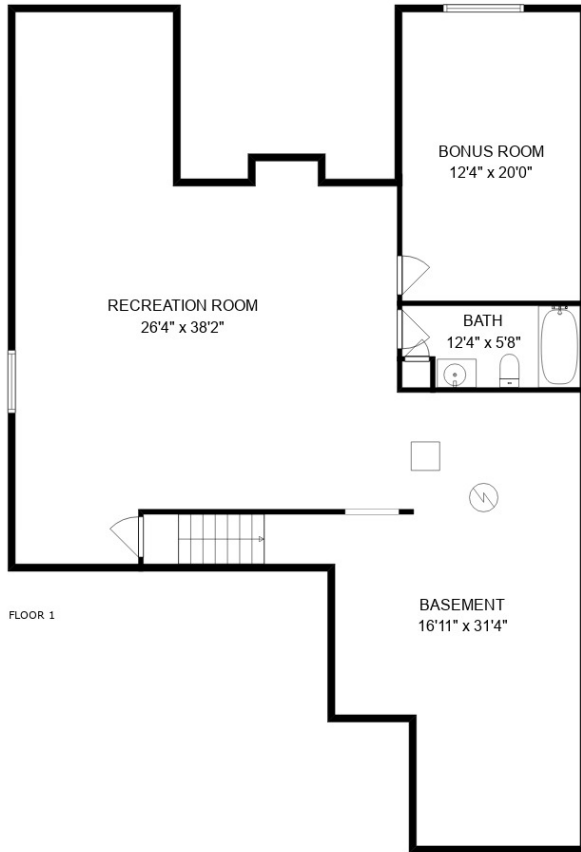 BONUS ROOM
12'4" x 20'0"
RECREATION ROOM
26'4" x 38'2"
BATH
12'4" x 5'8"
FLOOR 1
BASEMENT
16'11" x 31'4"